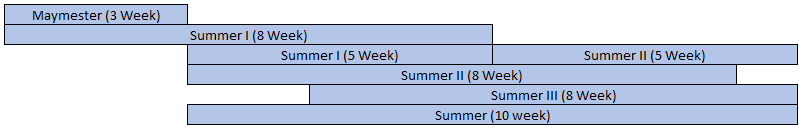 Maymester (3 Week)
Summer I (8 Week)
Summer I (5 Week) Summer II (5 Week)
Summer II (8 Week)
Summer III (8 Week)
Summer (10 week)